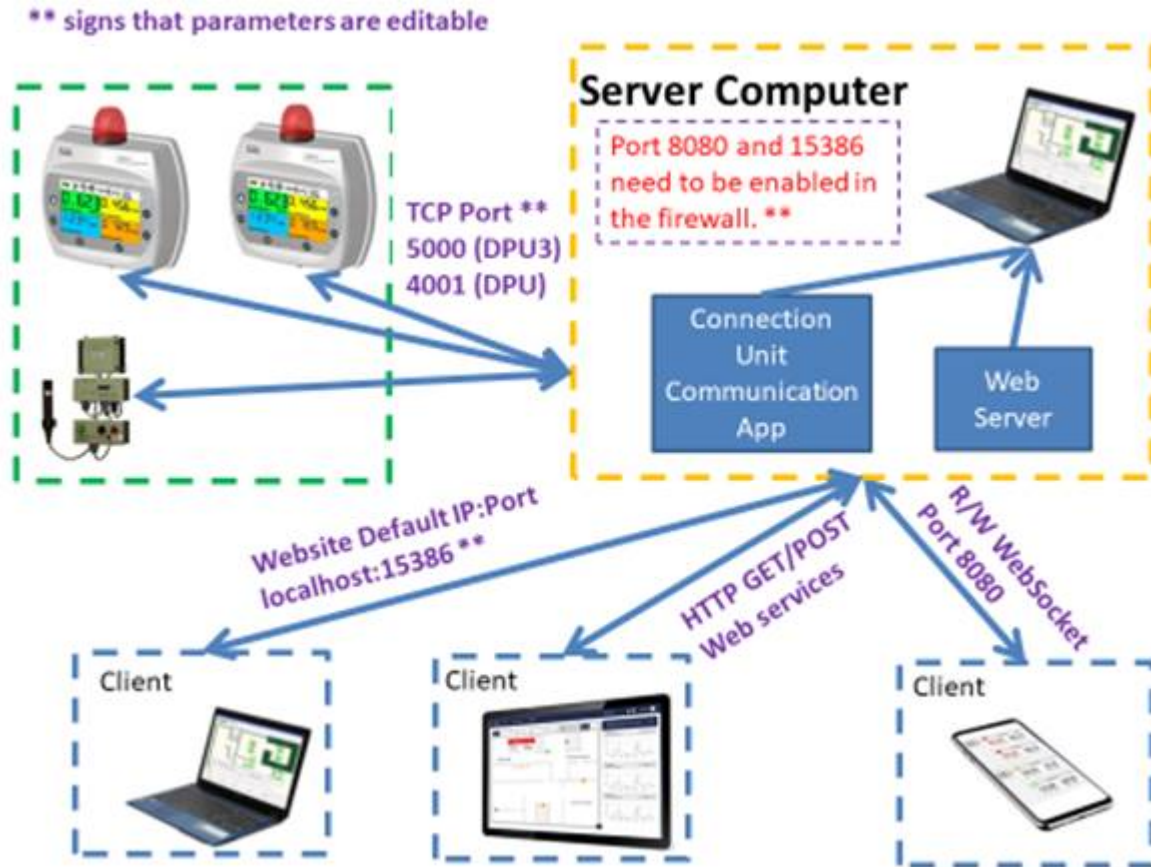 ** signs that parameters are editable
Server Computer
Port 8080 and 15386
need to be enabled in
the firewall. **
TCP Port **
5000 (DPU3)
4001 (DPU)
Connection
Unit
Communication
App
Web
Server
Website Default IP:Port
localhost:15386 **
HTTP GET/POST
Web services
R/W WebSocket
Port 8080
Client
Client
Client